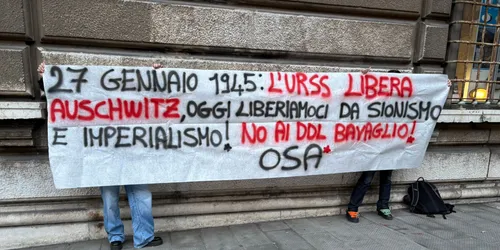 27 GENNAIO 1945: L'URSS LIBERA
AUSCHWITZ, OGGI LIBERIAMOCI DA SIONISMO
E IMPERIALISMO! NO AI DDL BAVAGLIO!
OSA